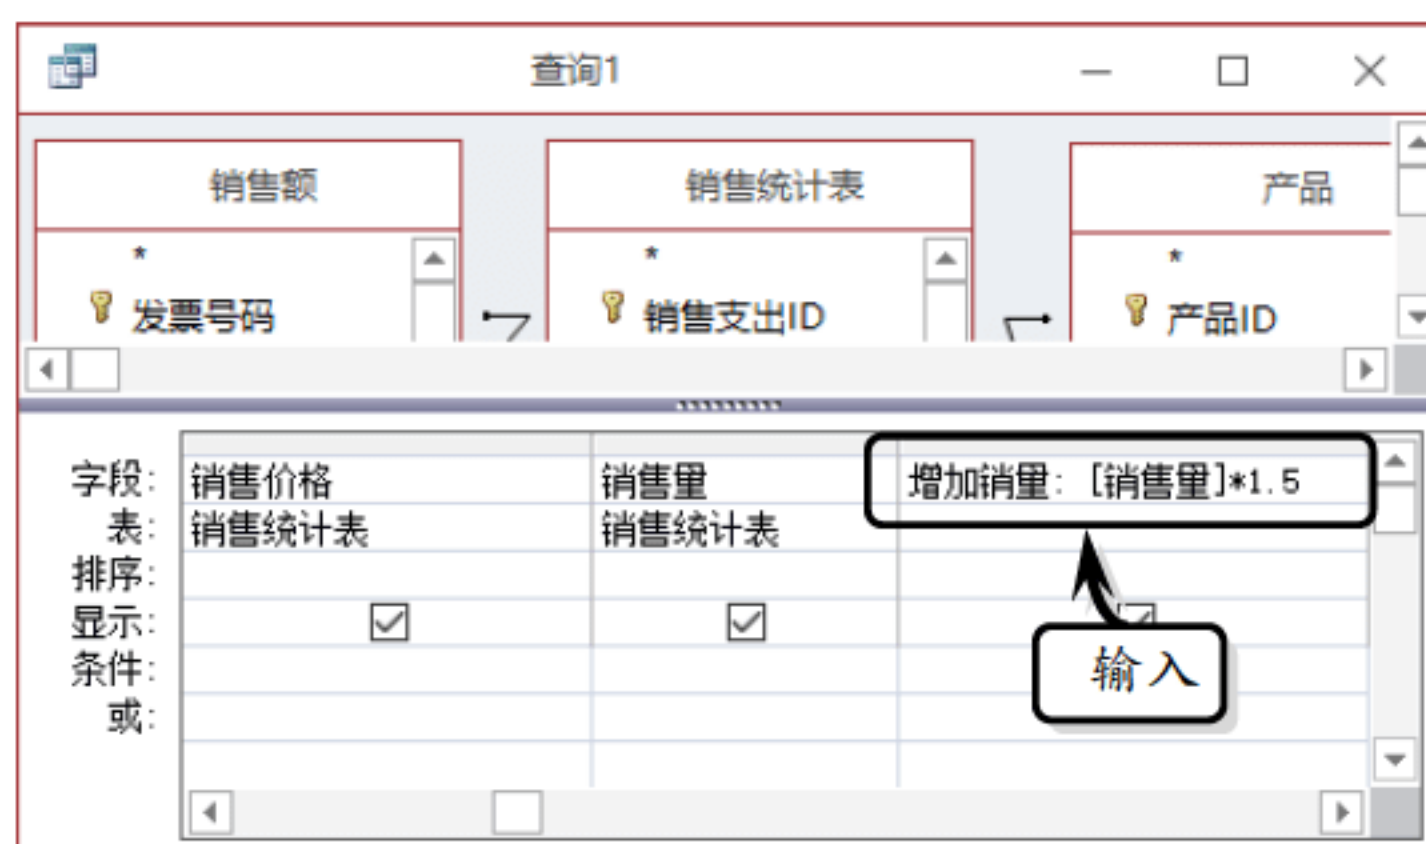 查询1
销售额 销售统计表 产品
* * *
发票号码 销售支出ID 产品ID
字段: 销售价格 销售量 增加销量: [销售量]*1.5
表: 销售统计表 销售统计表
排序:
显示:
输入
条件:
或: